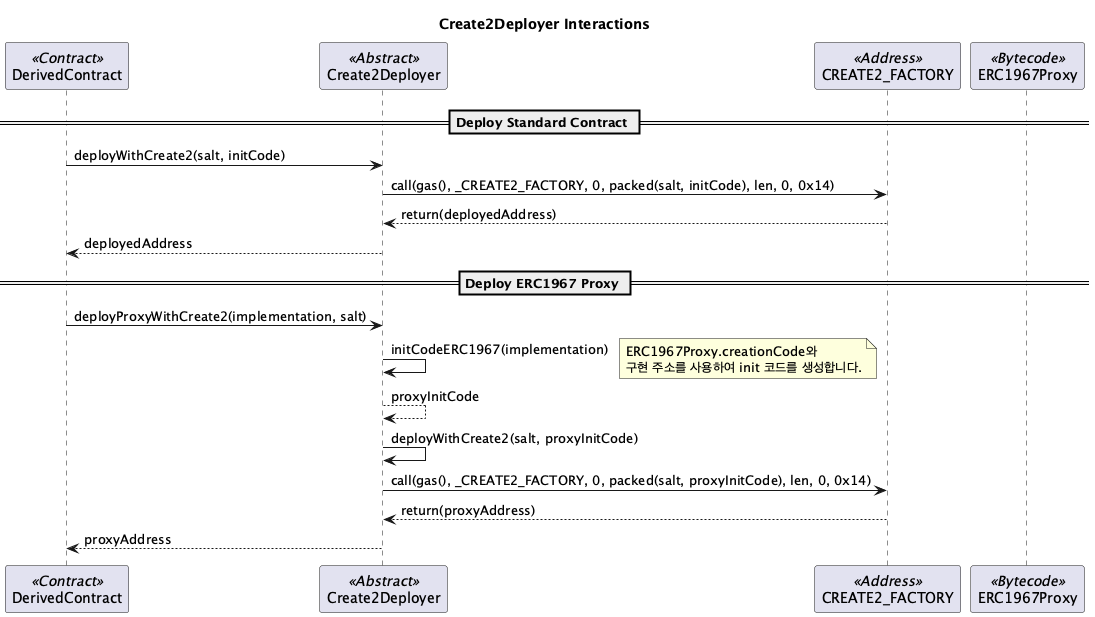 Create2Deployer Interactions
«Contract»
DerivedContract
«Abstract»
Create2Deployer
«Address»
CREATE2_FACTORY
«Bytecode»
ERC1967Proxy
Deploy Standard Contract
deployWithCreate2(salt, initCode)
call(gas(), _CREATE2_FACTORY, 0, packed(salt, initCode), len, 0, 0x14)
return(deployedAddress)
deployedAddress
Deploy ERC1967 Proxy
deployProxyWithCreate2(implementation, salt)
initCodeERC1967(implementation)
ERC1967Proxy.creationCode와
구현 주소를 사용하여 init 코드를 생성합니다.
proxyInitCode
deployWithCreate2(salt, proxyInitCode)
call(gas(), _CREATE2_FACTORY, 0, packed(salt, proxyInitCode), len, 0, 0x14)
return(proxyAddress)
proxyAddress
«Contract»
DerivedContract
«Abstract»
Create2Deployer
«Address»
CREATE2_FACTORY
«Bytecode»
ERC1967Proxy